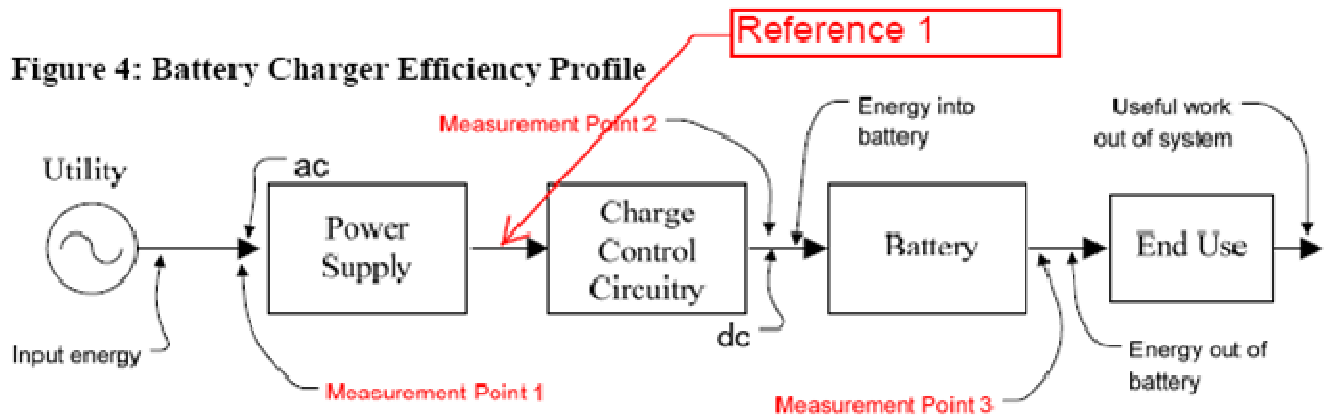 Reference 1
Figure 4: Battery Charger Efficiency Profile
Measurement Point 2
Energy into
battery
Useful work
out of system
Utility
ac
Power
Supply
Charge
Control
Circuitry
Battery
End Use
dc
Input energy
Measurement Point 1
Energy out of
battery
Measurement Point 3